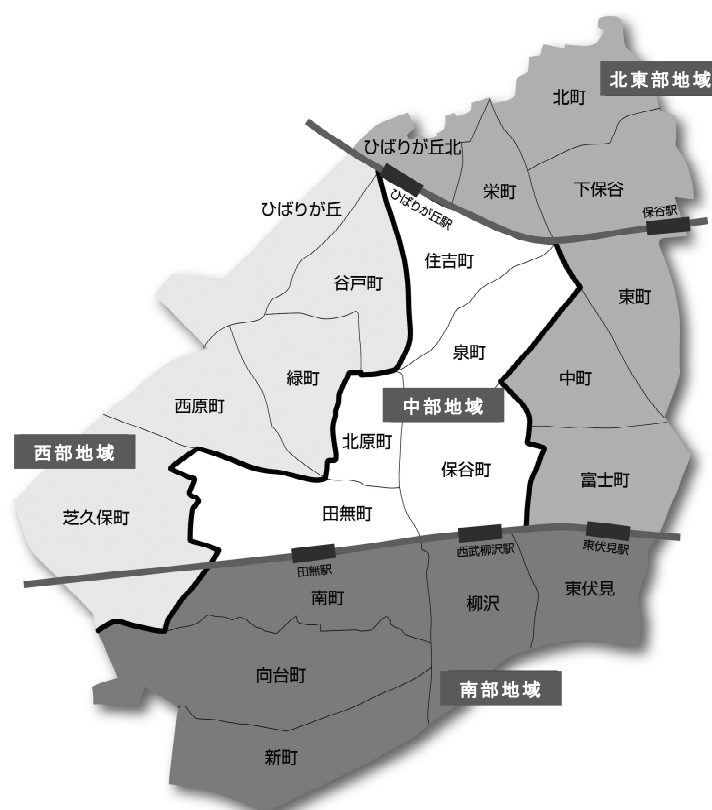 北東部地域
北町
ひばりが丘北
栄町
下保谷
ひばりが丘
ひばりが丘駅
保谷駅
住吉町
谷戸町
東町
泉町
緑町
中町
西原町
中部地域
北原町
西部地域
保谷町
富士町
田無町
芝久保町
西武柳沢駅
東伏見駅
田無駅
南町
柳沢
東伏見
向台町
南部地域
新町